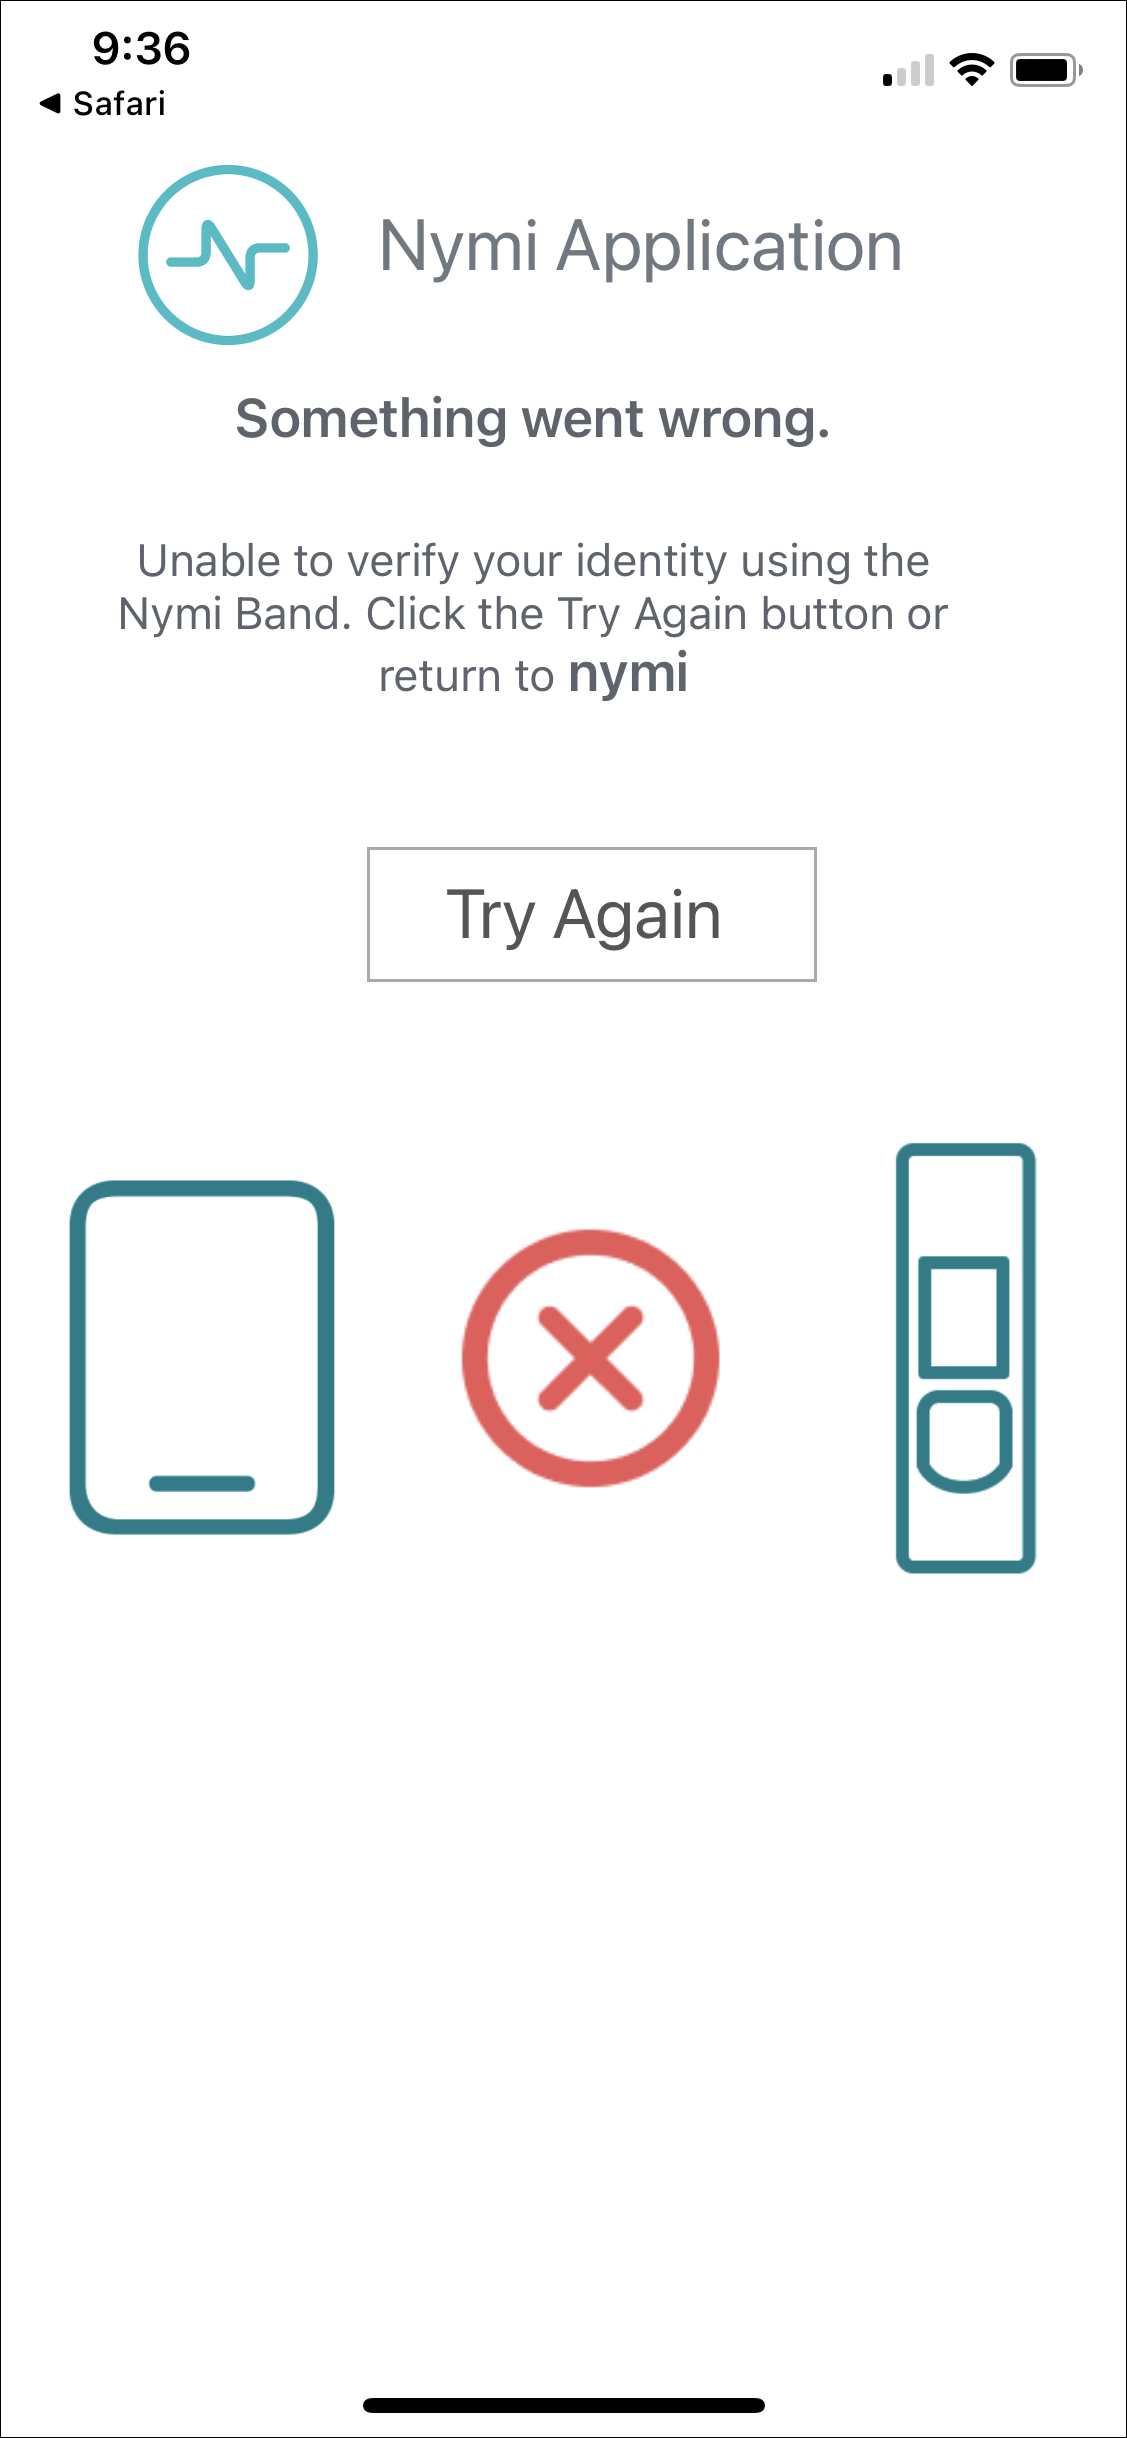 9:36
Safari
Nymi Application
Something went wrong.
Unable to verify your identity using the
Nymi Band. Click the Try Again button or
return to nymi
Try Again